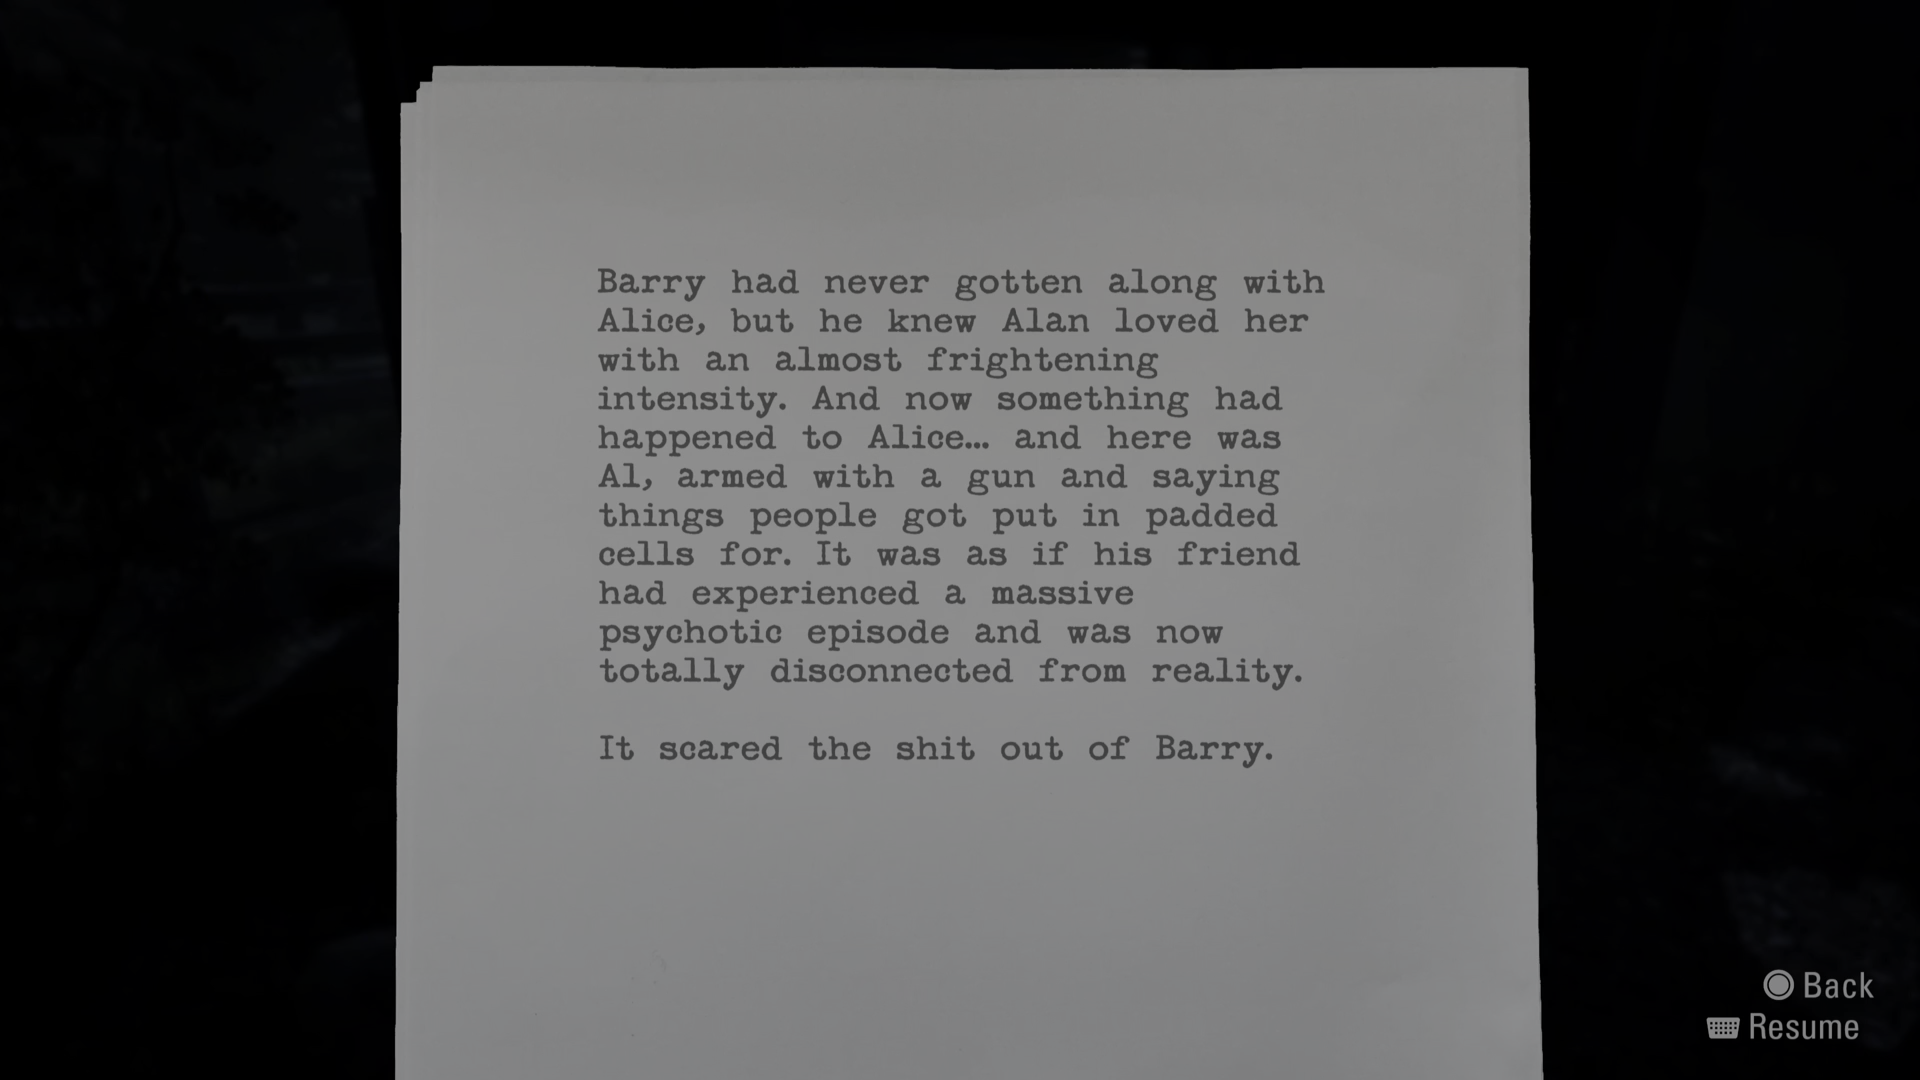 Barry had never gotten along with
Alice, but he knew Alan loved her
with an almost frightening
intensity. And now something had
happened to Alice… and here was
Al, armed with a gun and saying
things people got put in padded
cells for. It was as if his friend
had experienced a massive
psychotic episode and was now
totally disconnected from reality.

It scared the shit out of Barry.
Back
Resume